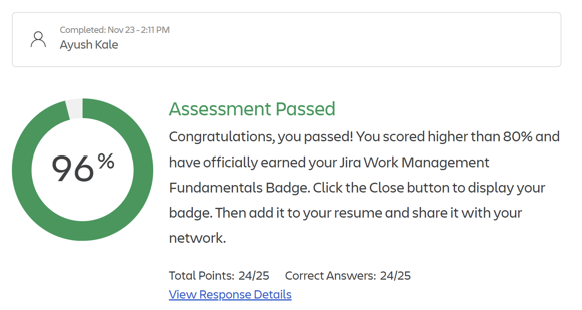 Completed: Nov 23 - 2:11 PM
Ayush Kale
96%
Assessment Passed
Congratulations, you passed! You scored higher than 80% and
have officially earned your Jira Work Management
Fundamentals Badge. Click the Close button to display your
badge. Then add it to your resume and share it with your
network.
Total Points: 24/25 Correct Answers: 24/25
View Response Details